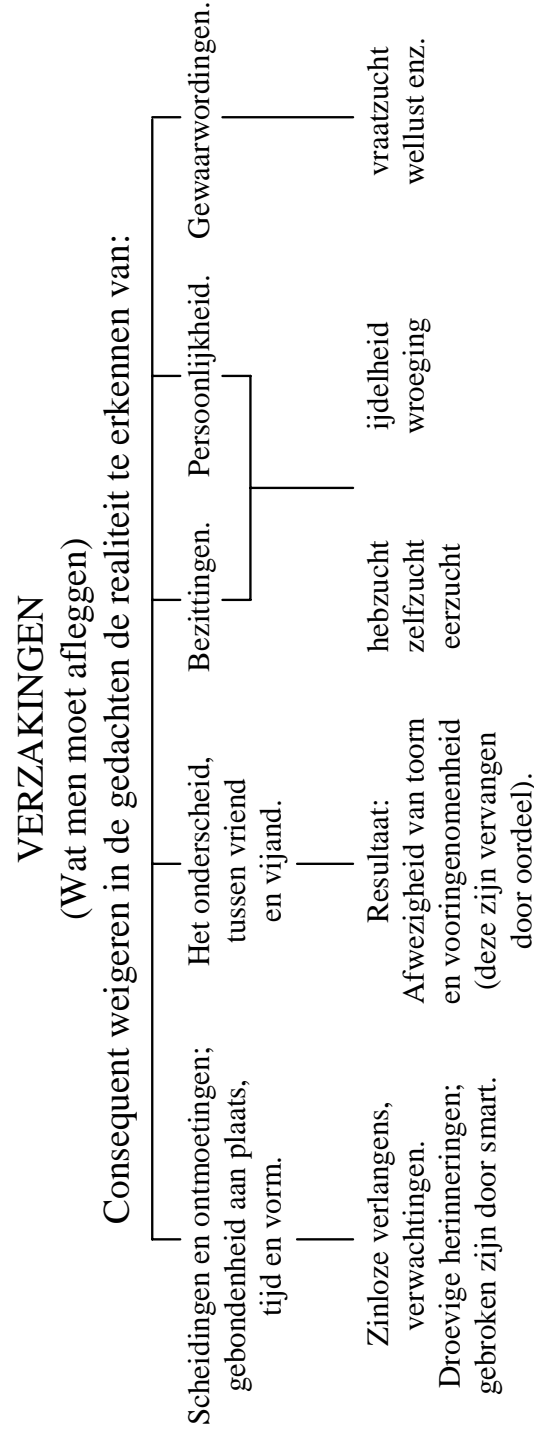 VERZAKINGEN
(Wat men moet afleggen)
Consequent weigeren in de gedachten de realiteit te erkennen van:
Scheidingen en ontmoetingen;
gebondenheid aan plaats,
tijd en vorm.
Het onderscheid,
tussen vriend
en vijand.
Bezittingen.
Persoonlijkheid.
Gewaarwordingen.
Zinloze verlangens,
verwachtingen.
Droevige herinneringen;
gebroken zijn door smart.
Resultaat:
Afwezigheid van toorn
en vooringenomenheid
(deze zijn vervangen
door oordeel).
hebzucht
zelfzucht
eerzucht
ijdelheid
wroeging
vraatzucht
wellust enz.